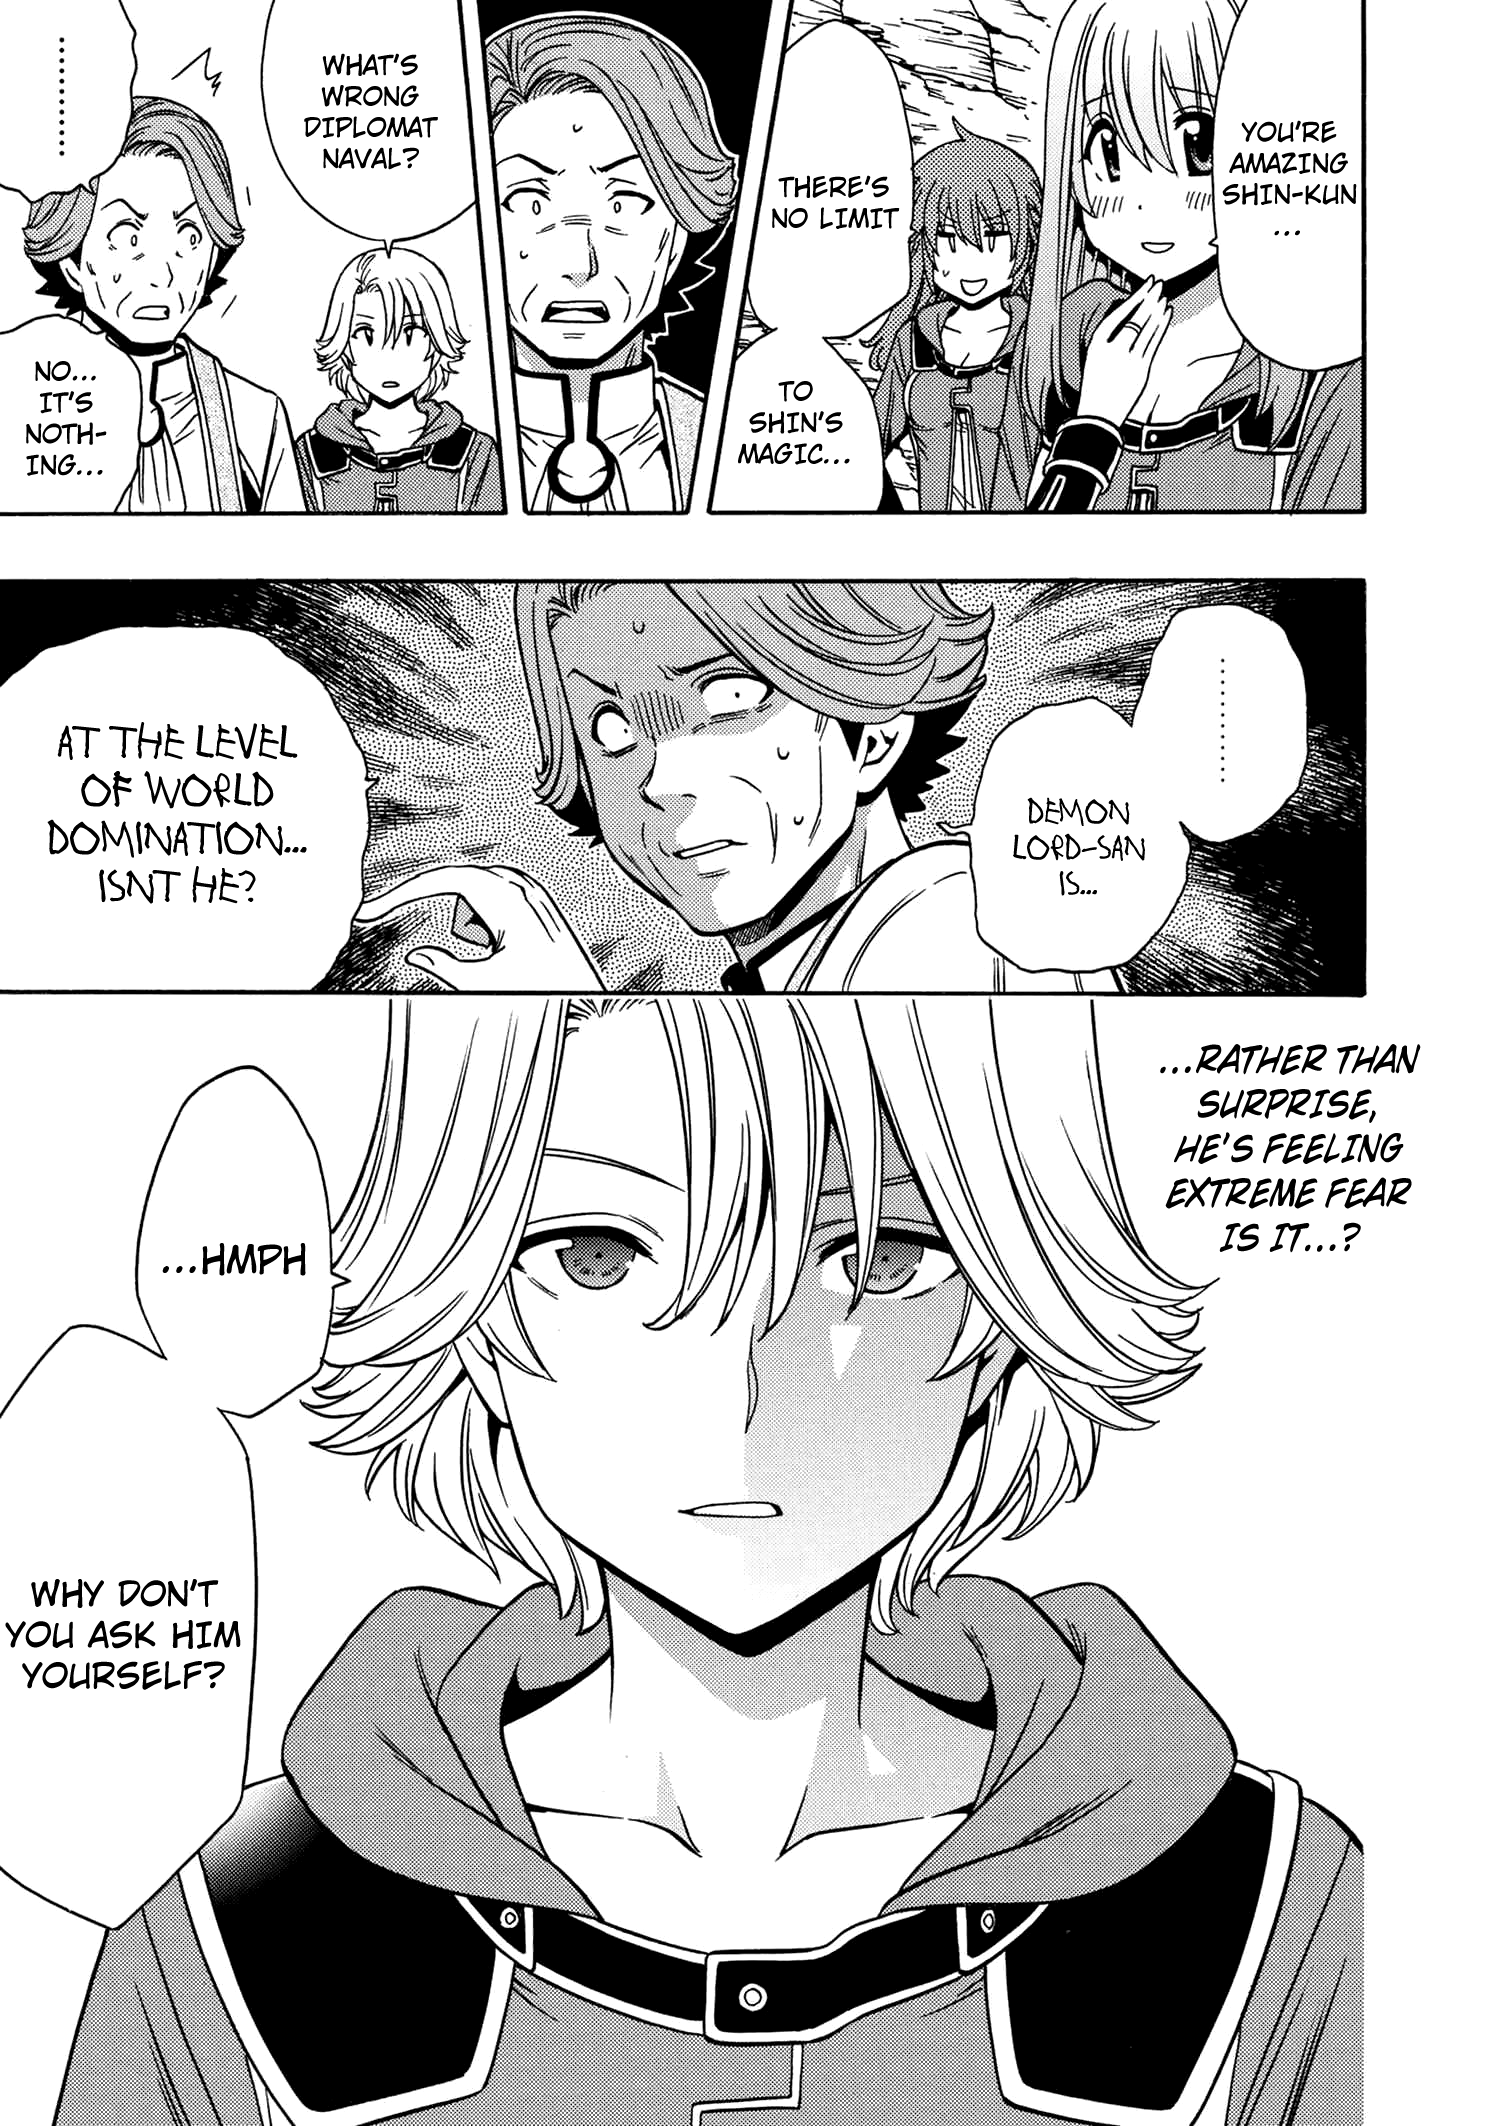 YOU'RE
AMAZING
SHIN-KUN
...
THERE'S
NO LIMIT
TO
SHIN'S
MAGIC...
WHAT'S
WRONG
DIPLOMAT
NAVAL?
..........
NO...
IT'S
NOTH-
ING...
..........
DEMON
LORD-SAN
IS...
AT THE LEVEL
OF WORLD
DOMINATION...
ISNT HE?
...RATHER THAN
SURPRISE,
HE'S FEELING
EXTREME FEAR
IS IT...?
...HMPH
WHY DON'T
YOU ASK HIM
YOURSELF?